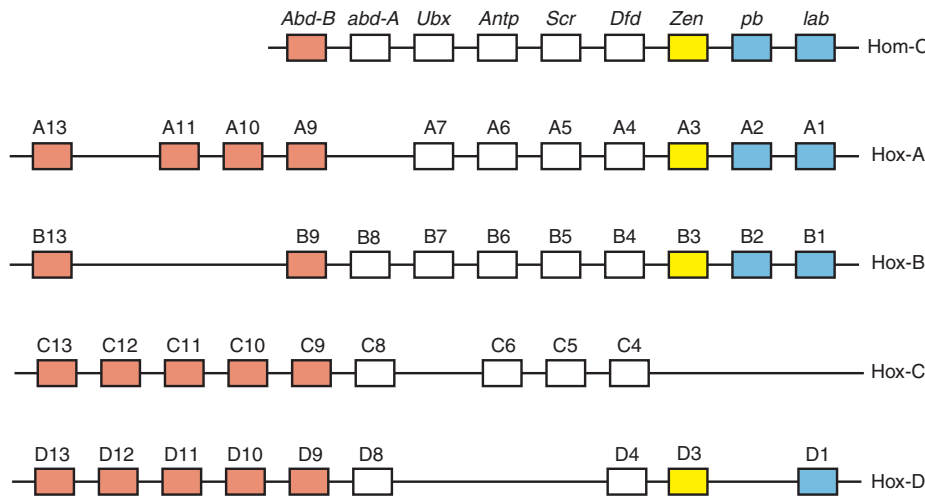 Abd-B abd-A Ubx Antp Scr Dfd Zen pb lab
Hom-C
A13 A11 A10 A9 A7 A6 A5 A4 A3 A2 A1
Hox-A
B13 B9 B8 B7 B6 B5 B4 B3 B2 B1
Hox-B
C13 C12 C11 C10 C9 C8 C6 C5 C4
Hox-C
D13 D12 D11 D10 D9 D8 D4 D3 D1
Hox-D